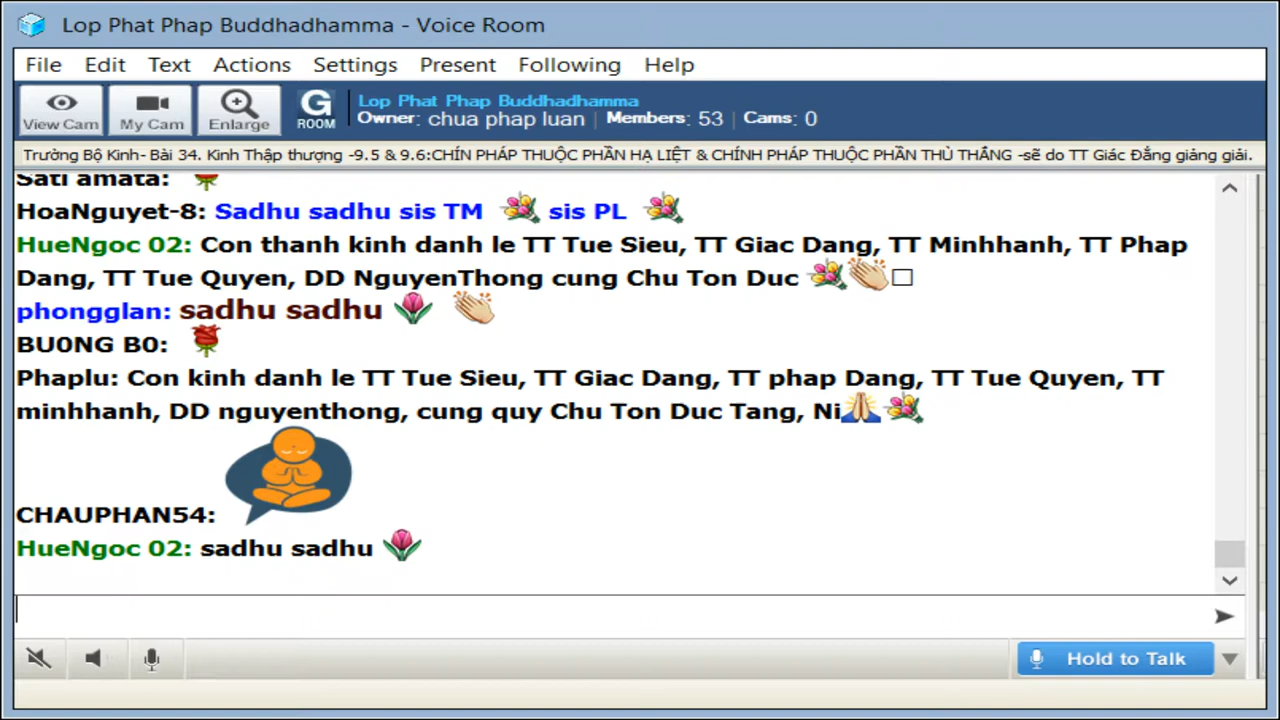 Lop Phat Phap Buddhadhamma - Voice Room
File Edit Text Actions Settings Present Following Help
View Cam My Cam Enlarge G ROOM
Lop Phat Phap Buddhadhamma
Owner: chua phap luan | Members: 53 | Cams: 0
Trường Bộ Kinh- Bài 34. Kinh Thập thượng -9.5 & 9.6:CHÍN PHÁP THUỘC PHẦN HẠ LIỆT & CHÍNH PHÁP THUỘC PHẦN THÙ THẮNG -sẽ do TT Giác Đẳng giảng giải.
Sati amata:
HoaNguyet-8: Sadhu sadhu sis TM sis PL
HueNgoc 02: Con thanh kinh danh le TT Tue Sieu, TT Giac Dang, TT Minhhanh, TT Phap
Dang, TT Tue Quyen, DD NguyenThong cung Chu Ton Duc
phongglan: sadhu sadhu
BU0NG B0:
Phaplu: Con kinh danh le TT Tue Sieu, TT Giac Dang, TT phap Dang, TT Tue Quyen, TT
minhhanh, DD nguyenthong, cung quy Chu Ton Duc Tang, Ni
CHAUPHAN54:
HueNgoc 02: sadhu sadhu
Hold to Talk